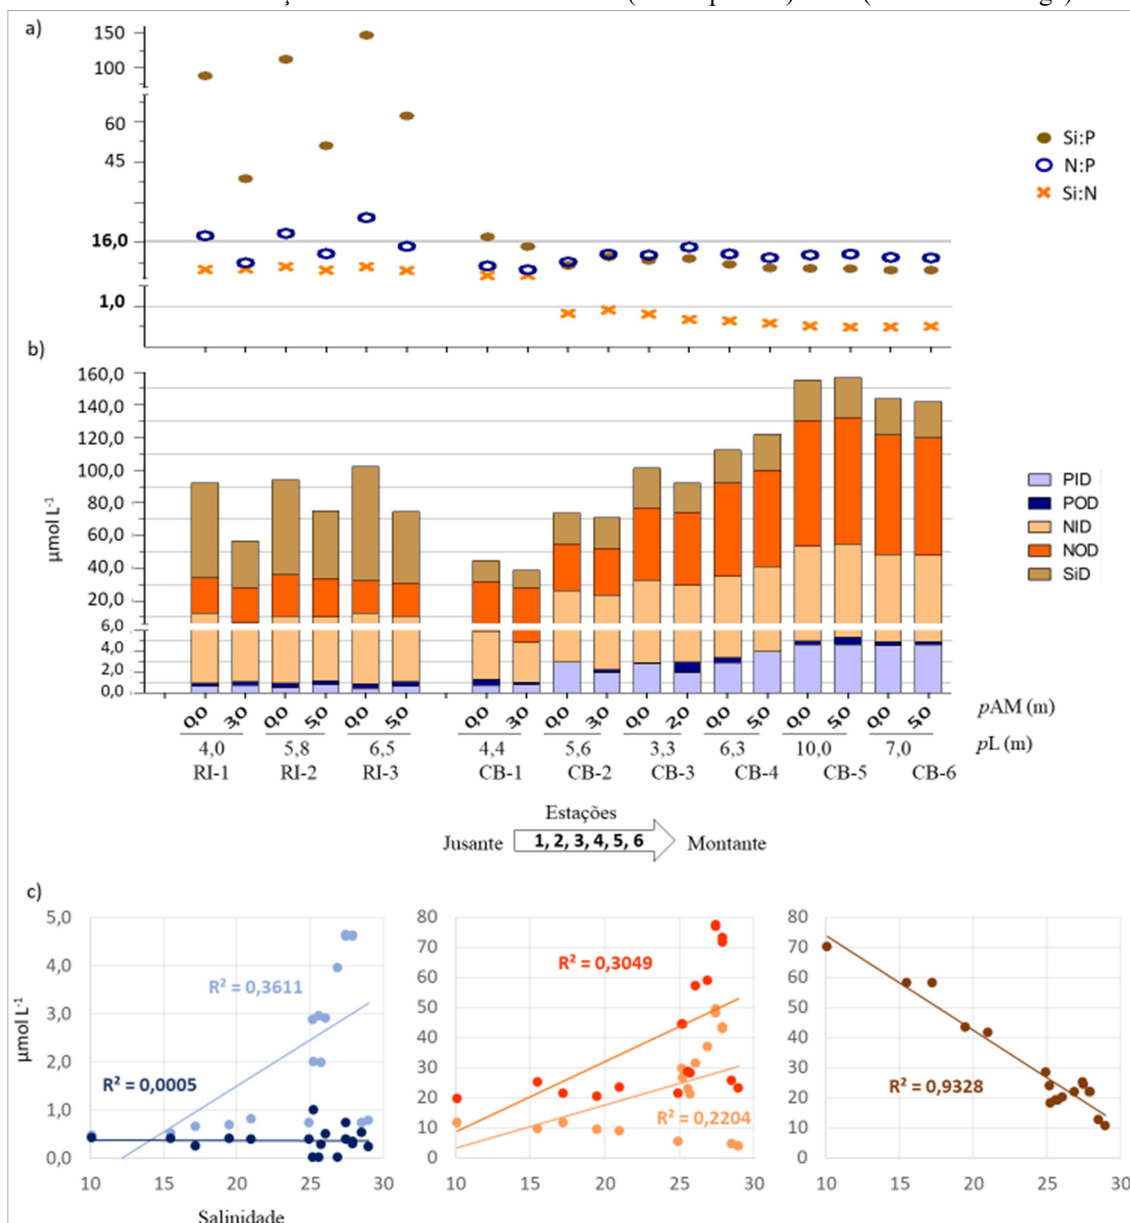 a)
150
100
60
45
16,0
1,0
Si:P
N:P
Si:N
b)
160,0
140,0
120,0
100,0
80,0
60,0
40,0
20,0
6,0
4,0
2,0
0,0
µmol L-1
PID
POD
NID
NOD
SiD
0,0 3,0 0,0 5,0 0,0 5,0 0,0 3,0 0,0 3,0 0,0 2,0 0,0 5,0 0,0 5,0 0,0 5,0 pAM (m)
4,0 5,8 6,5 4,4 5,6 3,3 6,3 10,0 7,0 pL (m)
RI-1 RI-2 RI-3 CB-1 CB-2 CB-3 CB-4 CB-5 CB-6
Estações
Jusante 1, 2, 3, 4, 5, 6 Montante
c)
µmol L-1
5,0
4,0
3,0
2,0
1,0
0,0
R² = 0,3611
R² = 0,0005
10 15 20 25 30
Salinidade
80
70
60
50
40
30
20
10
0
R² = 0,3049
R² = 0,2204
10 15 20 25 30
80
70
60
50
40
30
20
10
0
R² = 0,9328
10 15 20 25 30